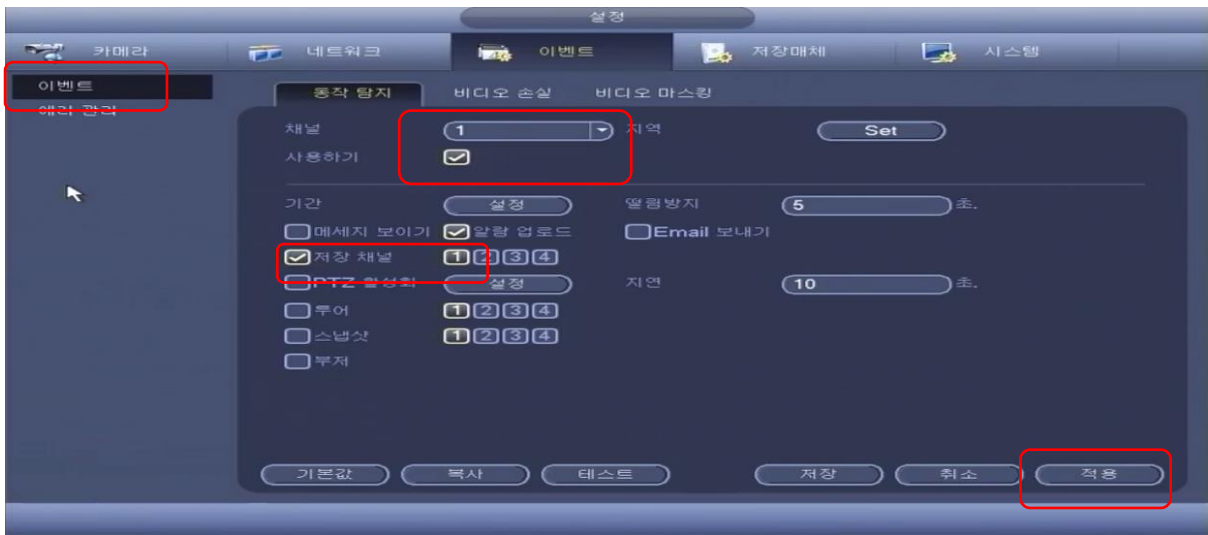 설정
카메라 네트워크 이벤트 저장매체 시스템
이벤트
에러 관리
동작 탐지 비디오 손실 비디오 마스킹
채널 1 지역 Set
사용하기
기간 설정 떨림방지 5 초.
메세지 보이기 알람 업로드 Email 보내기
저장 채널 1 2 3 4
PTZ 활성화 설정 지연 10 초.
투어 1 2 3 4
스냅샷 1 2 3 4
부저
기본값 복사 테스트 저장 취소 적용